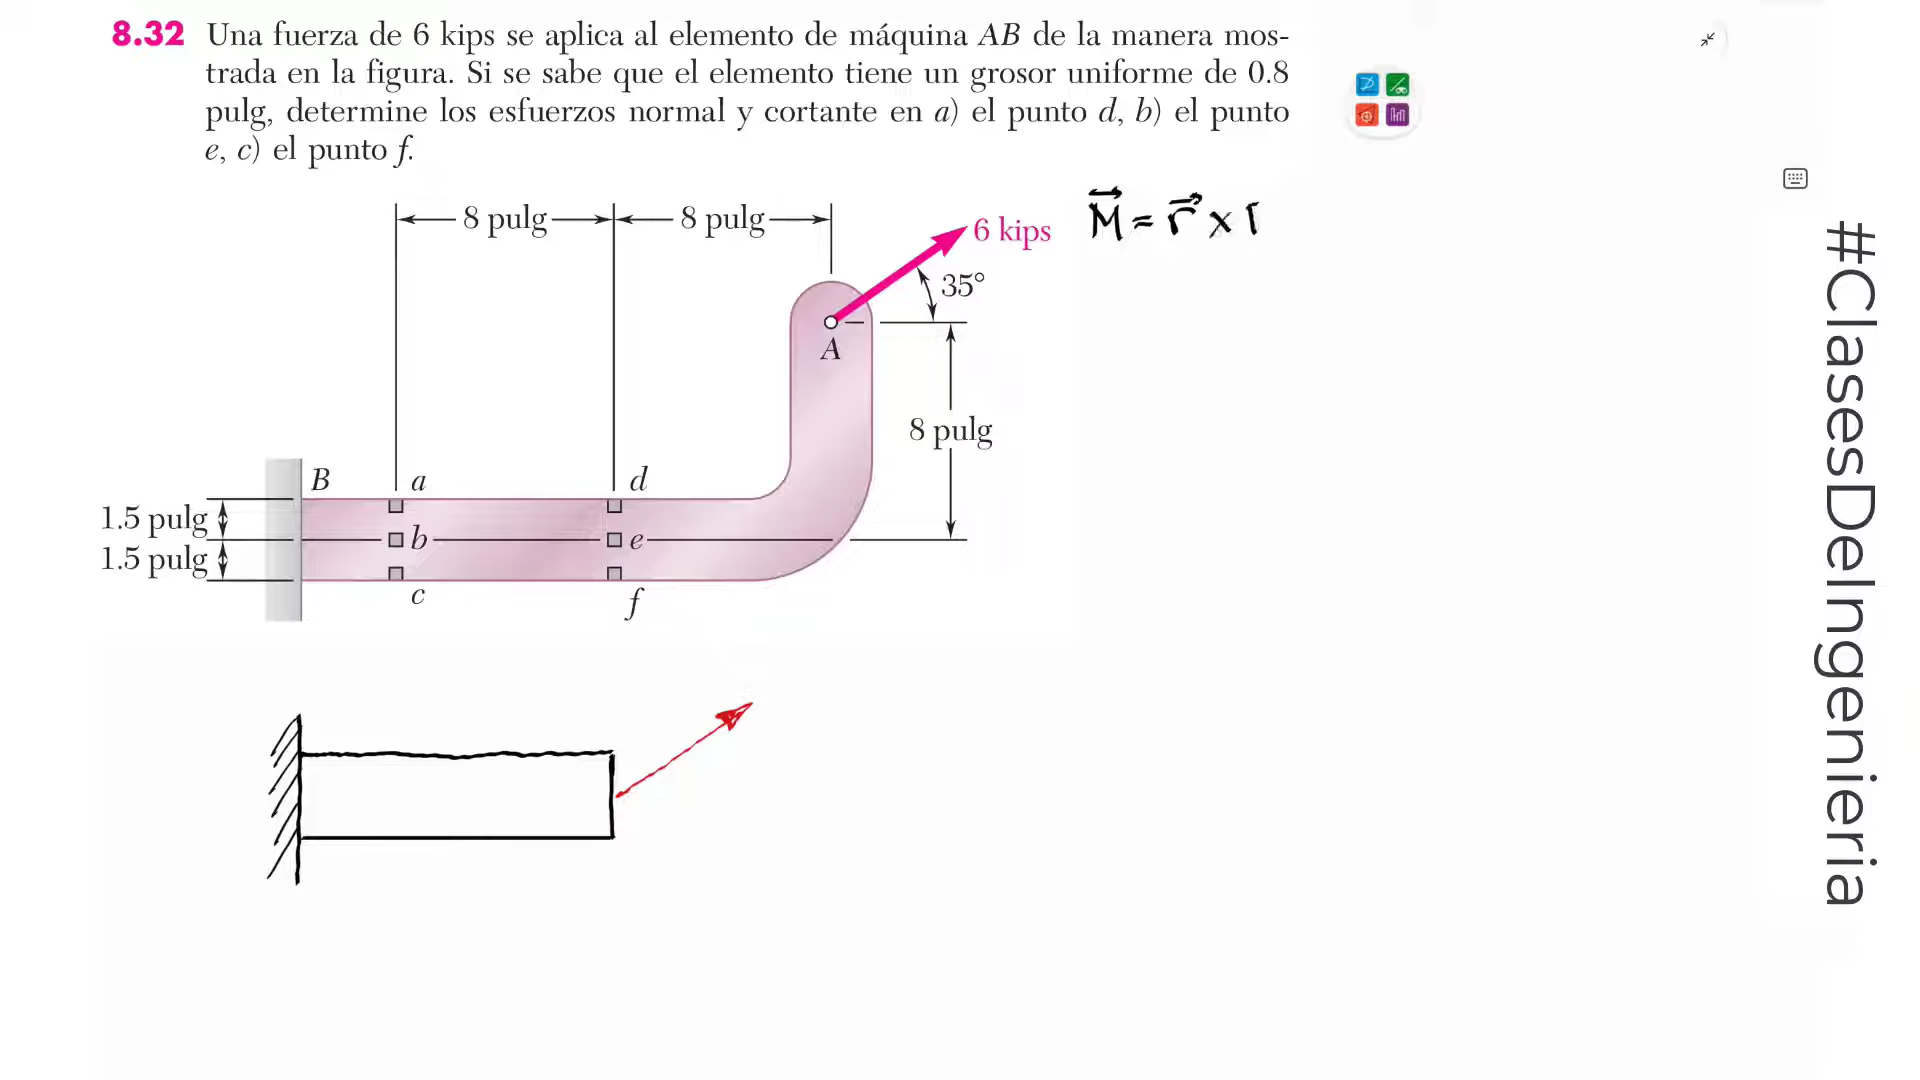 8.32 Una fuerza de 6 kips se aplica al elemento de máquina AB de la manera mos-
trada en la figura. Si se sabe que el elemento tiene un grosor uniforme de 0.8
pulg, determine los esfuerzos normal y cortante en a) el punto d, b) el punto
e, c) el punto f.
8 pulg
8 pulg
6 kips
M = r x
35°
A
8 pulg
B
a
d
1.5 pulg
b
e
1.5 pulg
c
f
#ClasesDeIngenieria